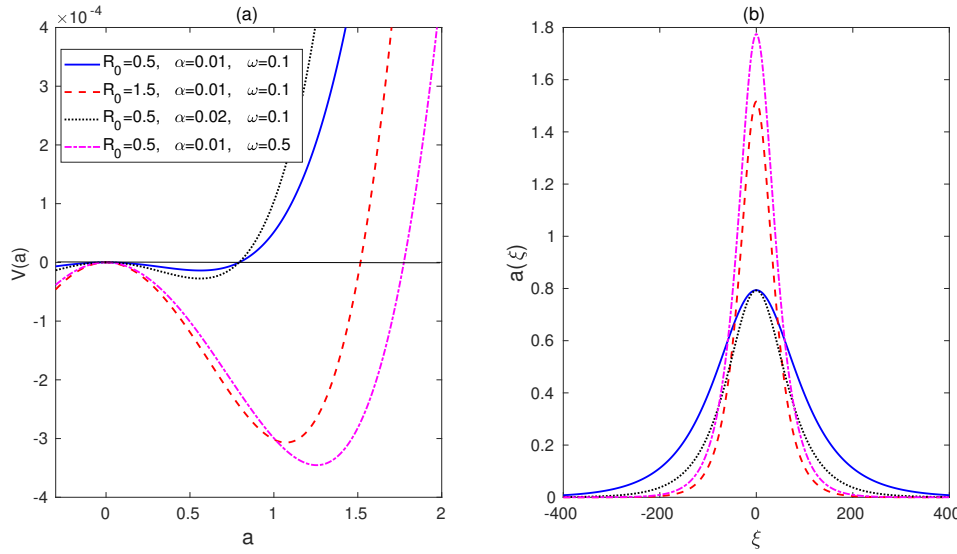 (a)
×10⁻⁴
4
3
2
1
0
-1
-2
-3
-4
V(a)
R₀=0.5, α=0.01, ω=0.1
R₀=1.5, α=0.01, ω=0.1
R₀=0.5, α=0.02, ω=0.1
R₀=0.5, α=0.01, ω=0.5
0 0.5 1 1.5 2
a
(b)
1.8
1.6
1.4
1.2
1
0.8
0.6
0.4
0.2
0
a(ξ)
-400 -200 0 200 400
ξ